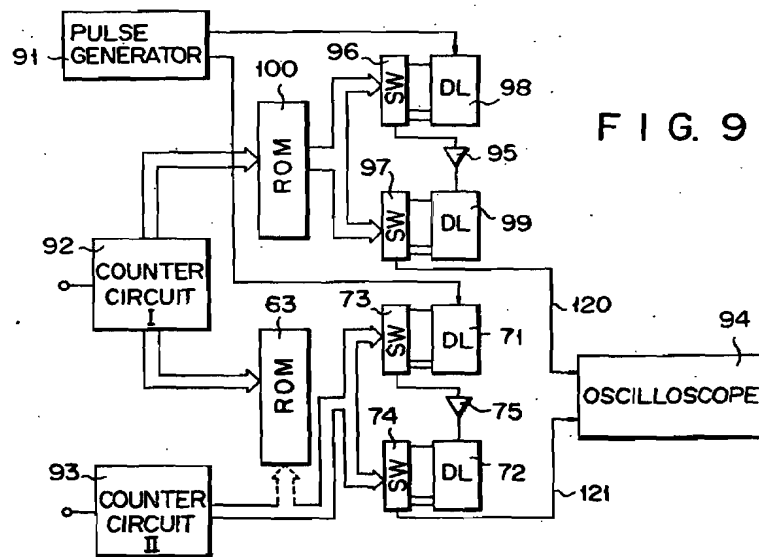 91
PULSE
GENERATOR
100
ROM
96
SW
DL
98
95
97
SW
DL
99
FIG. 9
92
COUNTER
CIRCUIT
I
63
ROM
73
SW
DL
71
75
74
SW
DL
72
120
94
OSCILLOSCOPE
121
93
COUNTER
CIRCUIT
II